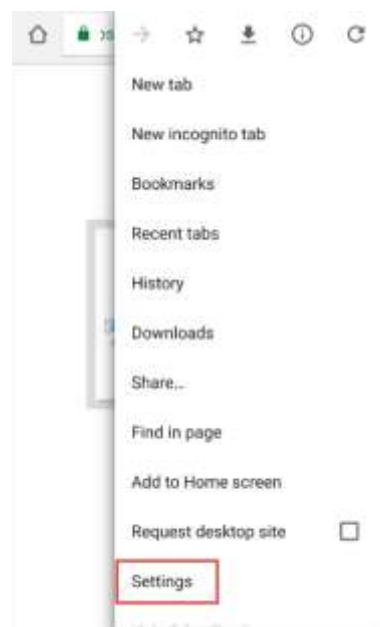 New tab
New incognito tab
Bookmarks
Recent tabs
History
Downloads
Share...
Find in page
Add to Home screen
Request desktop site
Settings